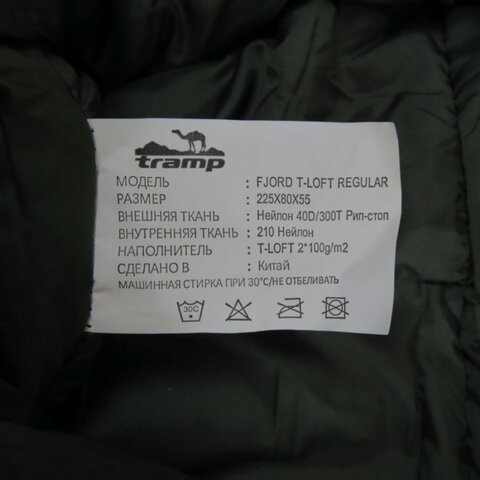 tramp
МОДЕЛЬ : FJORD T-LOFT REGULAR
РАЗМЕР : 225X80X55
ВНЕШНЯЯ ТКАНЬ : Нейлон 40D/300T Рип-стоп
ВНУТРЕННЯЯ ТКАНЬ : 210 Нейлон
НАПОЛНИТЕЛЬ : T-LOFT 2*100g/m2
СДЕЛАНО В : Китай
МАШИННАЯ СТИРКА ПРИ 30°С/НЕ ОТБЕЛИВАТЬ
30C